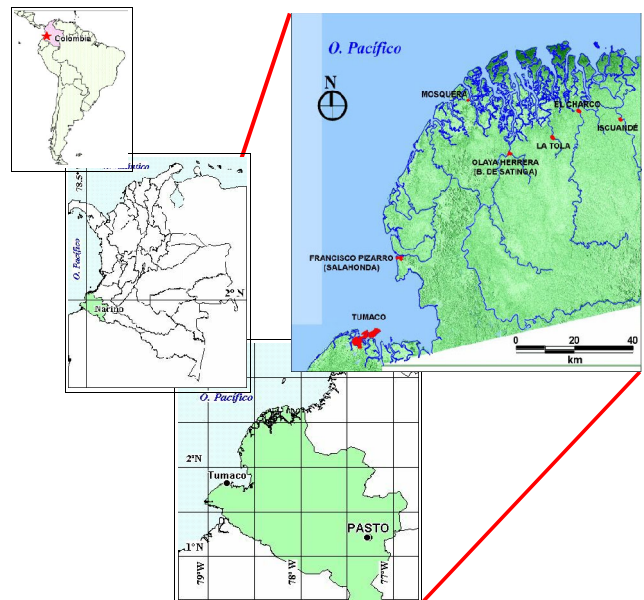 Colombia
78.5°
O. Pacífico
2° N
Nariño
O. Pacífico
N
MOSQUERA
EL CHARCO
ISCUANDÉ
LA TOLA
OLAYA HERRERA
(B. DE SATINGA)
FRANCISCO PIZARRO
(SALAHONDA)
TUMACO
0 20 40
km
O. Pacífico
2°N
Tumaco
PASTO
1°N
79°W
78°W
77°W